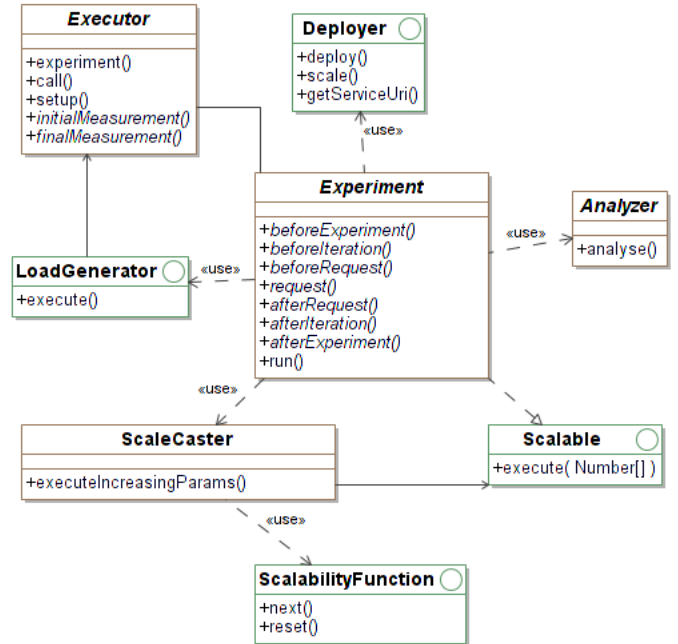 Executor
+experiment()
+call()
+setup()
+initialMeasurement()
+finalMeasurement()
Deployer
+deploy()
+scale()
+getServiceUri()
«use»
Experiment
+beforeExperiment()
+beforeIteration()
+beforeRequest()
+request()
+afterRequest()
+afterIteration()
+afterExperiment()
+run()
«use»
Analyzer
+analyse()
LoadGenerator
+execute()
«use»
«use»
ScaleCaster
+executeIncreasingParams()
Scalable
+execute( Number[] )
«use»
ScalabilityFunction
+next()
+reset()